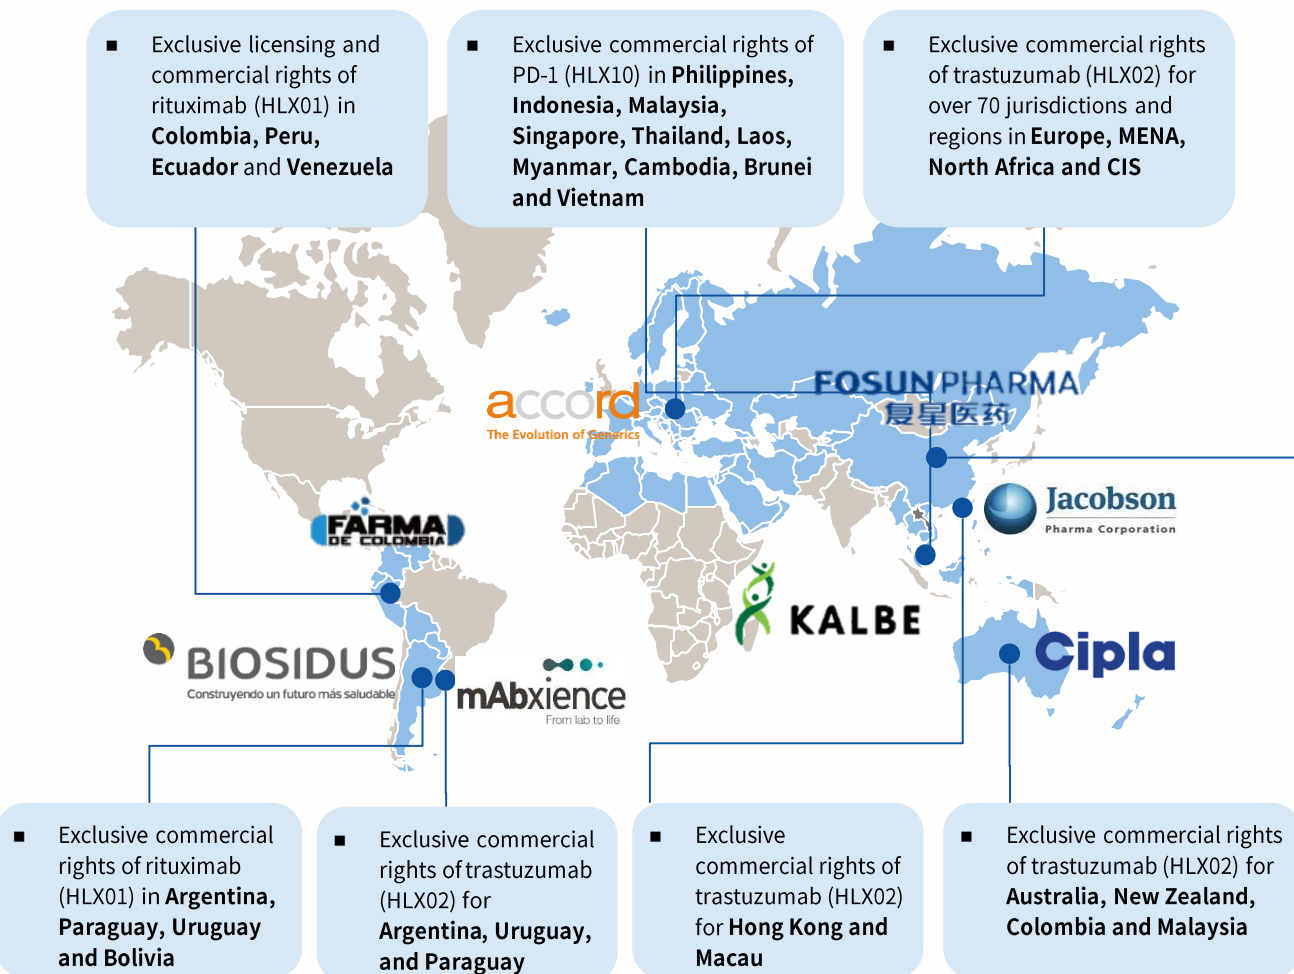 ■ Exclusive licensing and
commercial rights of
rituximab (HLX01) in
Colombia, Peru,
Ecuador and Venezuela
■ Exclusive commercial rights of
PD-1 (HLX10) in Philippines,
Indonesia, Malaysia,
Singapore, Thailand, Laos,
Myanmar, Cambodia, Brunei
and Vietnam
■ Exclusive commercial rights
of trastuzumab (HLX02) for
over 70 jurisdictions and
regions in Europe, MENA,
North Africa and CIS
accord
The Evolution of Generics
FOSUNPHARMA
复星医药
FARMA
DE COLOMBIA
Jacobson
Pharma Corporation
KALBE
BIOSIDUS
Construyendo un futuro más saludable
mAbxience
From lab to life
Cipla
■ Exclusive commercial
rights of rituximab
(HLX01) in Argentina,
Paraguay, Uruguay
and Bolivia
■ Exclusive commercial
rights of trastuzumab
(HLX02) for
Argentina, Uruguay,
and Paraguay
■ Exclusive
commercial rights of
trastuzumab (HLX02)
for Hong Kong and
Macau
■ Exclusive commercial rights
of trastuzumab (HLX02) for
Australia, New Zealand,
Colombia and Malaysia